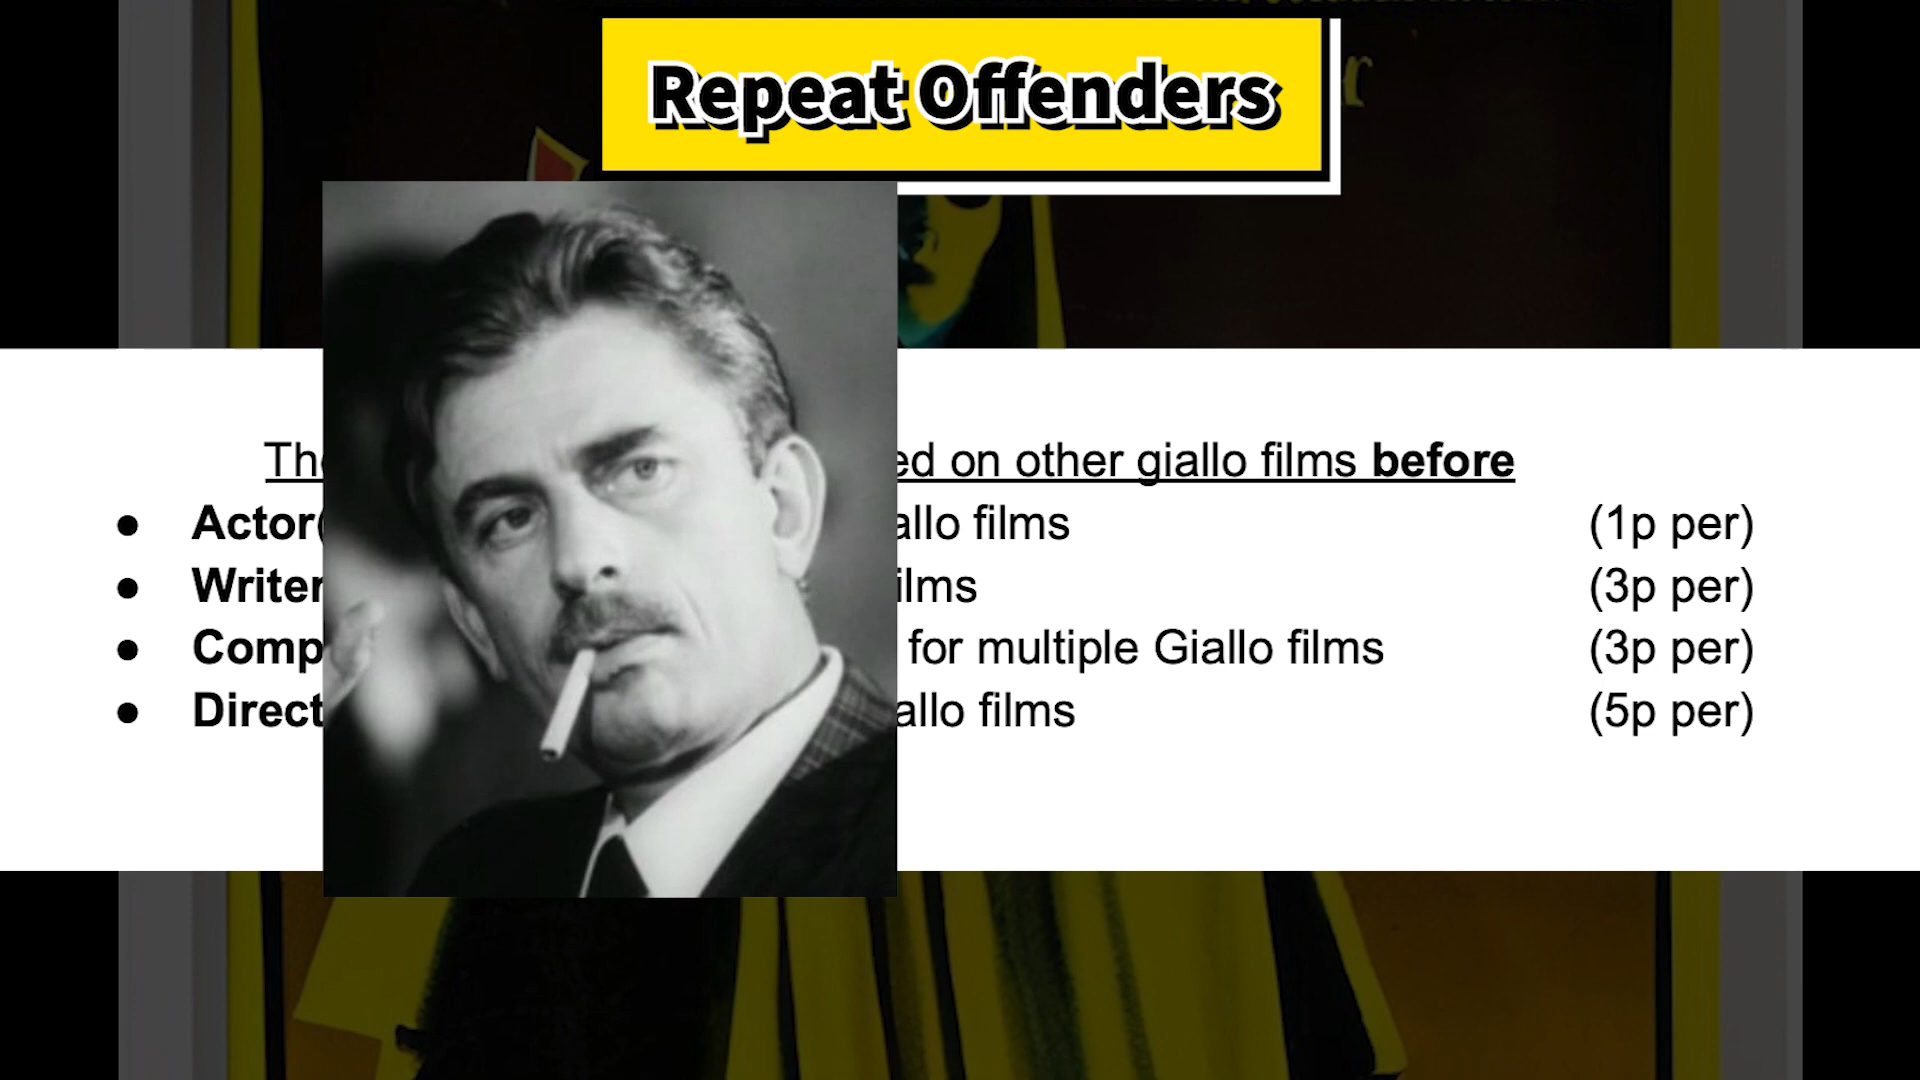 Repeat Offenders
ed on other giallo films before
● Actor allo films (1p per)
● Writer ilms (3p per)
● Comp for multiple Giallo films (3p per)
● Direct allo films (5p per)